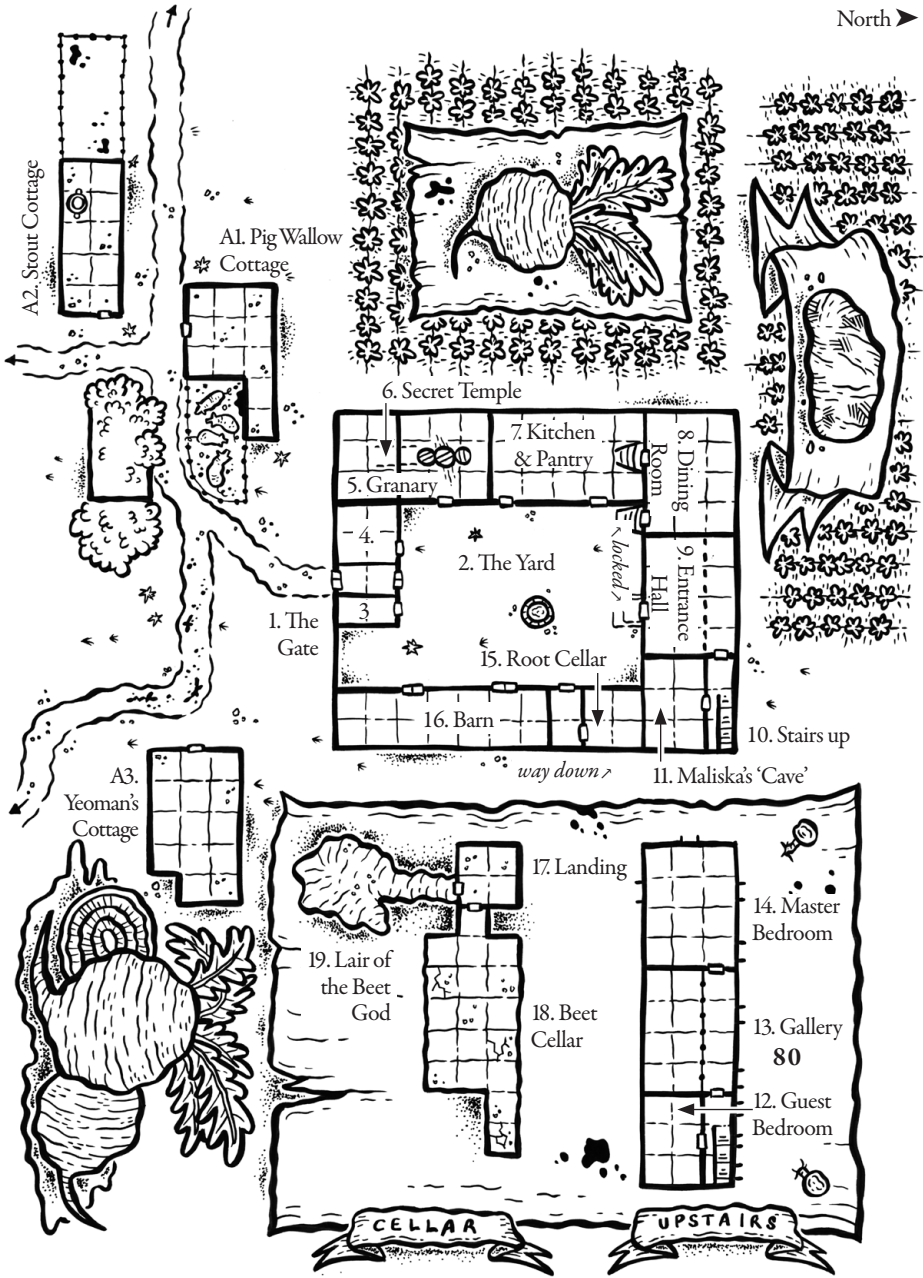 North
A2. Stout Cottage
A1. Pig Wallow
Cottage
6. Secret Temple
7. Kitchen
& Pantry
8. Dining
Room
5. Granary
4.
2. The Yard
locked
9. Entrance
Hall
3
1. The
Gate
15. Root Cellar
16. Barn
10. Stairs up
way down
11. Maliska's ‘Cave’
A3.
Yeoman's
Cottage
17. Landing
14. Master
Bedroom
19. Lair of
the Beet
God
18. Beet
Cellar
13. Gallery
80
12. Guest
Bedroom
CELLAR
UPSTAIRS